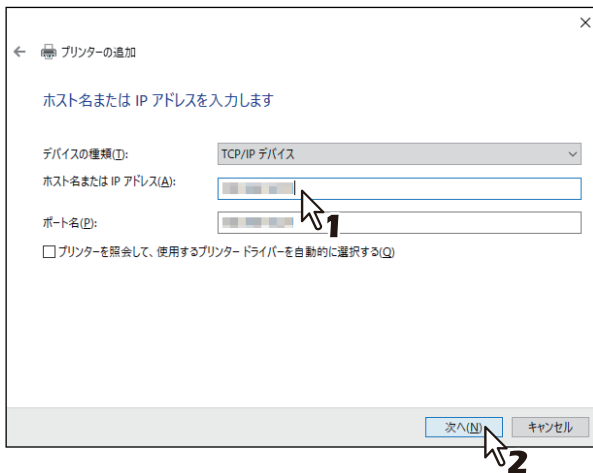 プリンターの追加
ホスト名または IP アドレスを入力します
デバイスの種類(T):
TCP/IP デバイス
ホスト名または IP アドレス(A):
1
ポート名(P):
プリンターを照会して、使用するプリンター ドライバーを自動的に選択する(Q)
次へ(N)
キャンセル
2